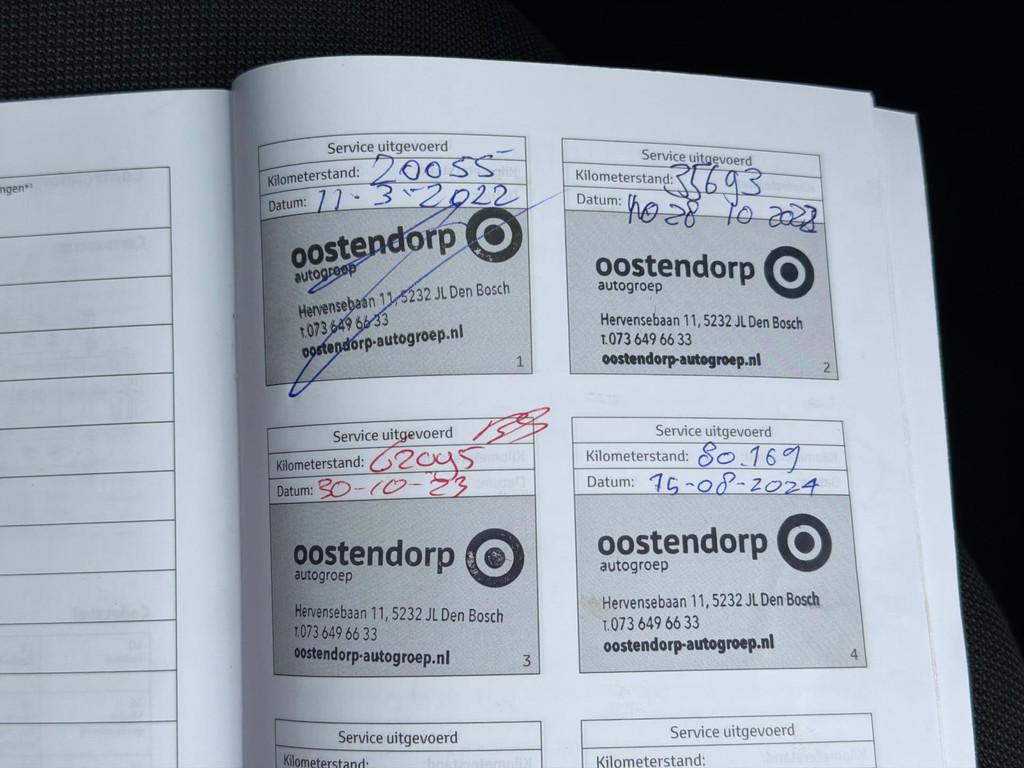 ngen*³
Service uitgevoerd
Kilometerstand: 20055
Datum: 11-3-2022
oostendorp
autogroep
Hervensebaan 11, 5232 JL Den Bosch
t.073 649 66 33
oostendorp-autogroep.nl
1
Service uitgevoerd
Kilometerstand: 35693
Datum: 28 10
oostendorp
autogroep
Hervensebaan 11, 5232 JL Den Bosch
t.073 649 66 33
oostendorp-autogroep.nl
2
Service uitgevoerd
Kilometerstand: 62095
Datum: 30-10-23
oostendorp
autogroep
Hervensebaan 11, 5232 JL Den Bosch
t.073 649 66 33
oostendorp-autogroep.nl
3
Service uitgevoerd
Kilometerstand: 80.169
Datum: 15-08-2024
oostendorp
autogroep
Hervensebaan 11, 5232 JL Den Bosch
t.073 649 66 33
oostendorp-autogroep.nl
4
Service uitgevoerd
Kilometerstand:
Service uitgevoerd
Kilometerstand: